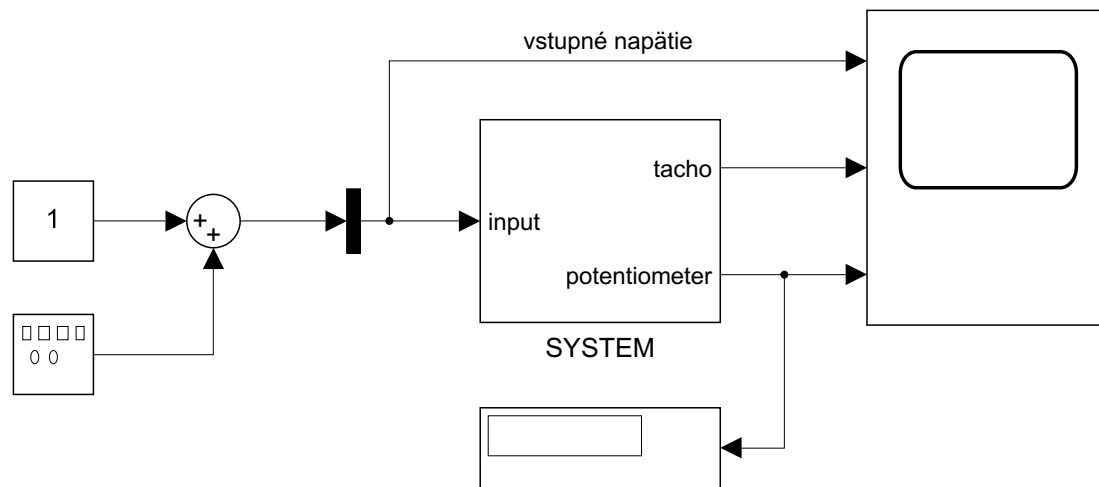 vstupné napätie
tacho
1
+
+
input
potentiometer
SYSTEM